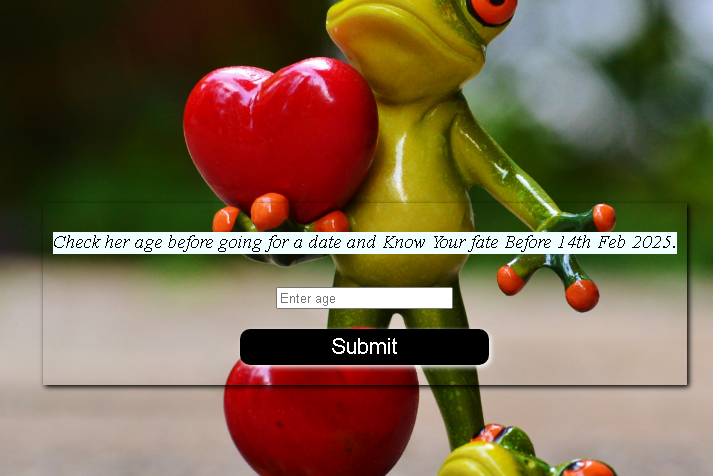 Check her age before going for a date and Know Your fate Before 14th Feb 2025.
Enter age
Submit